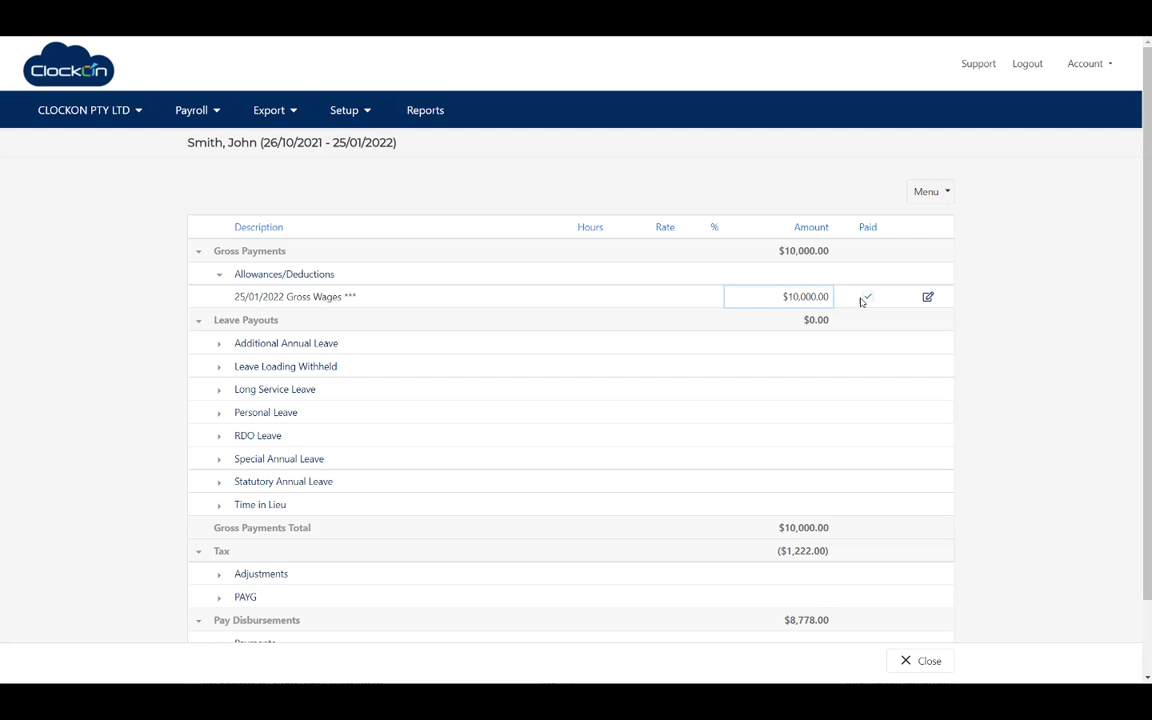 ClockOn
Support Logout Account
CLOCKON PTY LTD Payroll Export Setup Reports
Smith, John (26/10/2021 - 25/01/2022)
Menu
Description Hours Rate % Amount Paid
Gross Payments $10,000.00
Allowances/Deductions
25/01/2022 Gross Wages *** $10,000.00
Leave Payouts $0.00
Additional Annual Leave
Leave Loading Withheld
Long Service Leave
Personal Leave
RDO Leave
Special Annual Leave
Statutory Annual Leave
Time in Lieu
Gross Payments Total $10,000.00
Tax ($1,222.00)
Adjustments
PAYG
Pay Disbursements $8,778.00
Payments
Close